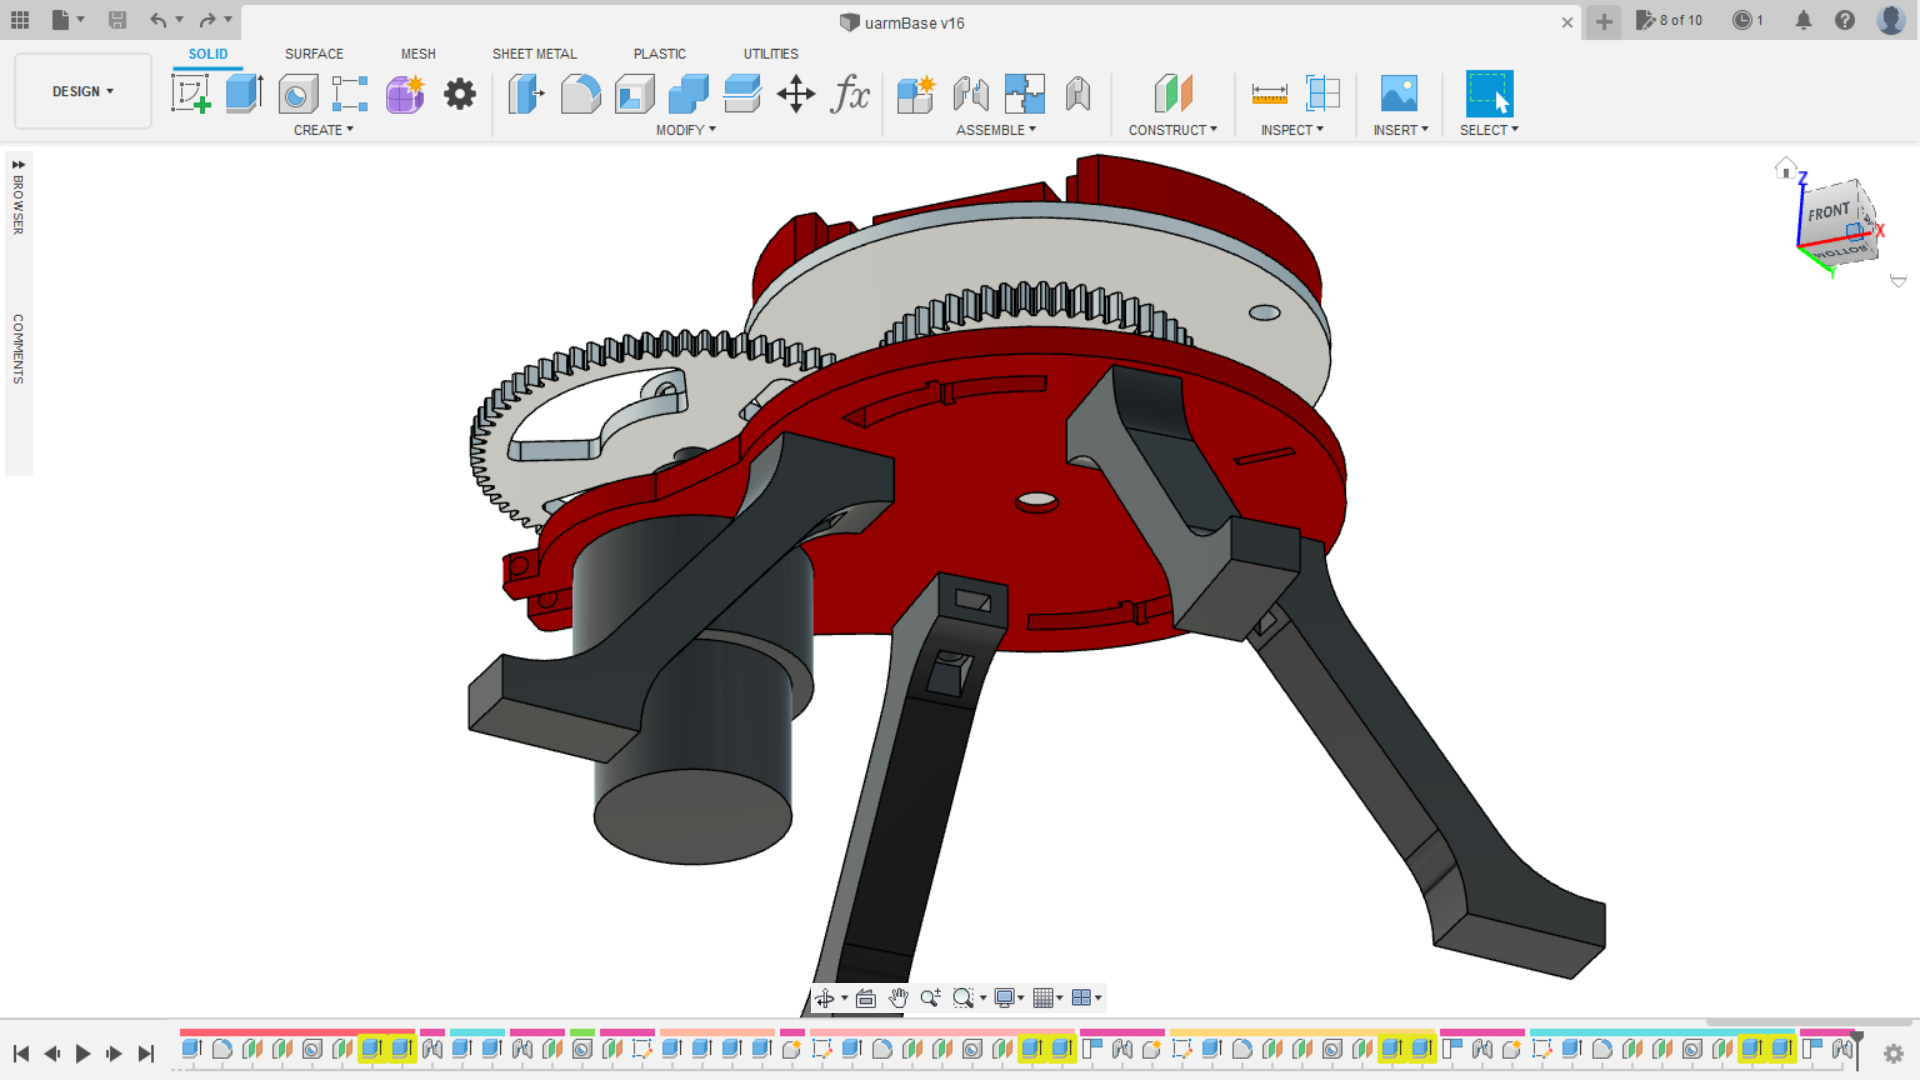 uarmBase v16
8 of 10
1
DESIGN
SOLID
SURFACE
MESH
SHEET METAL
PLASTIC
UTILITIES
CREATE
MODIFY
fx
ASSEMBLE
CONSTRUCT
INSPECT
INSERT
SELECT
BROWSER
COMMENTS
Z
FRONT
X
BOTTOM
Y